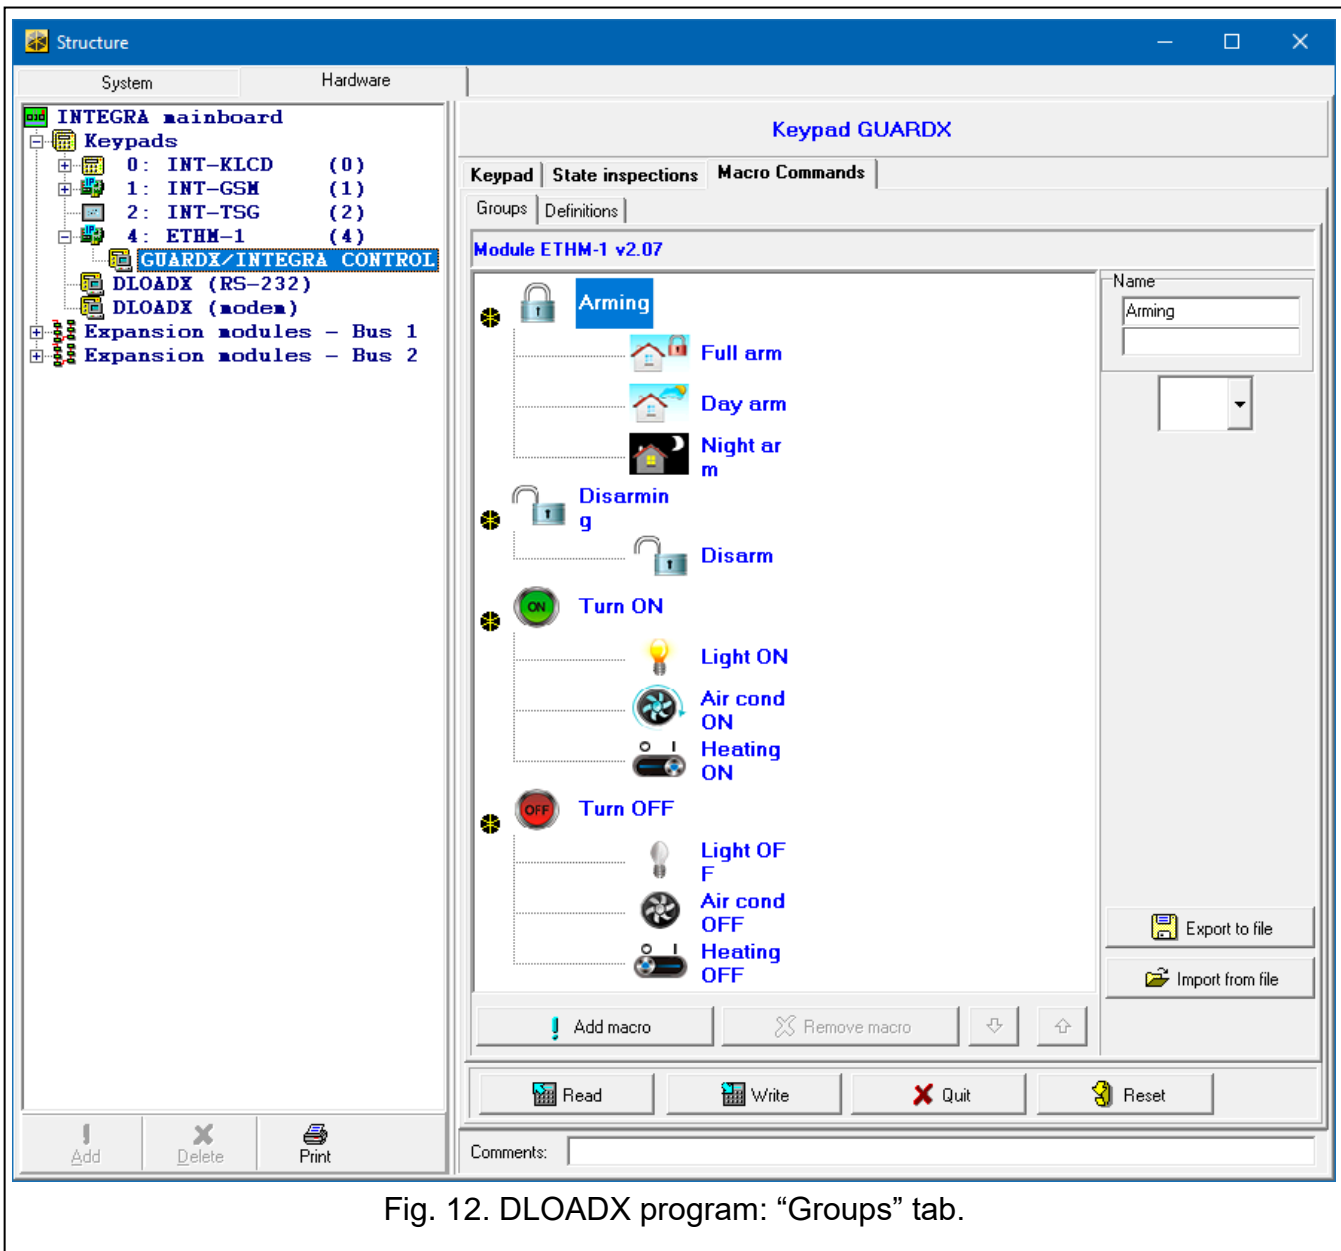 Structure
System
Hardware
INTEGRA mainboard
Keypads
0: INT-KLCD (0)
1: INT-GSM (1)
2: INT-TSG (2)
4: ETHM-1 (4)
GUARDX/INTEGRA CONTROL
DLOADX (RS-232)
DLOADX (modem)
Expansion modules - Bus 1
Expansion modules - Bus 2
Add
Delete
Print
Keypad GUARDX
Keypad
State inspections
Macro Commands
Groups
Definitions
Module ETHM-1 v2.07
Arming
Full arm
Day arm
Night ar
m
Disarmin
g
Disarm
ON
Turn ON
Light ON
Air cond
ON
Heating
ON
OFF
Turn OFF
Light OF
F
Air cond
OFF
Heating
OFF
Name
Arming
Export to file
Import from file
Add macro
Remove macro
Read
Write
Quit
Reset
Comments:
Fig. 12. DLOADX program: “Groups” tab.